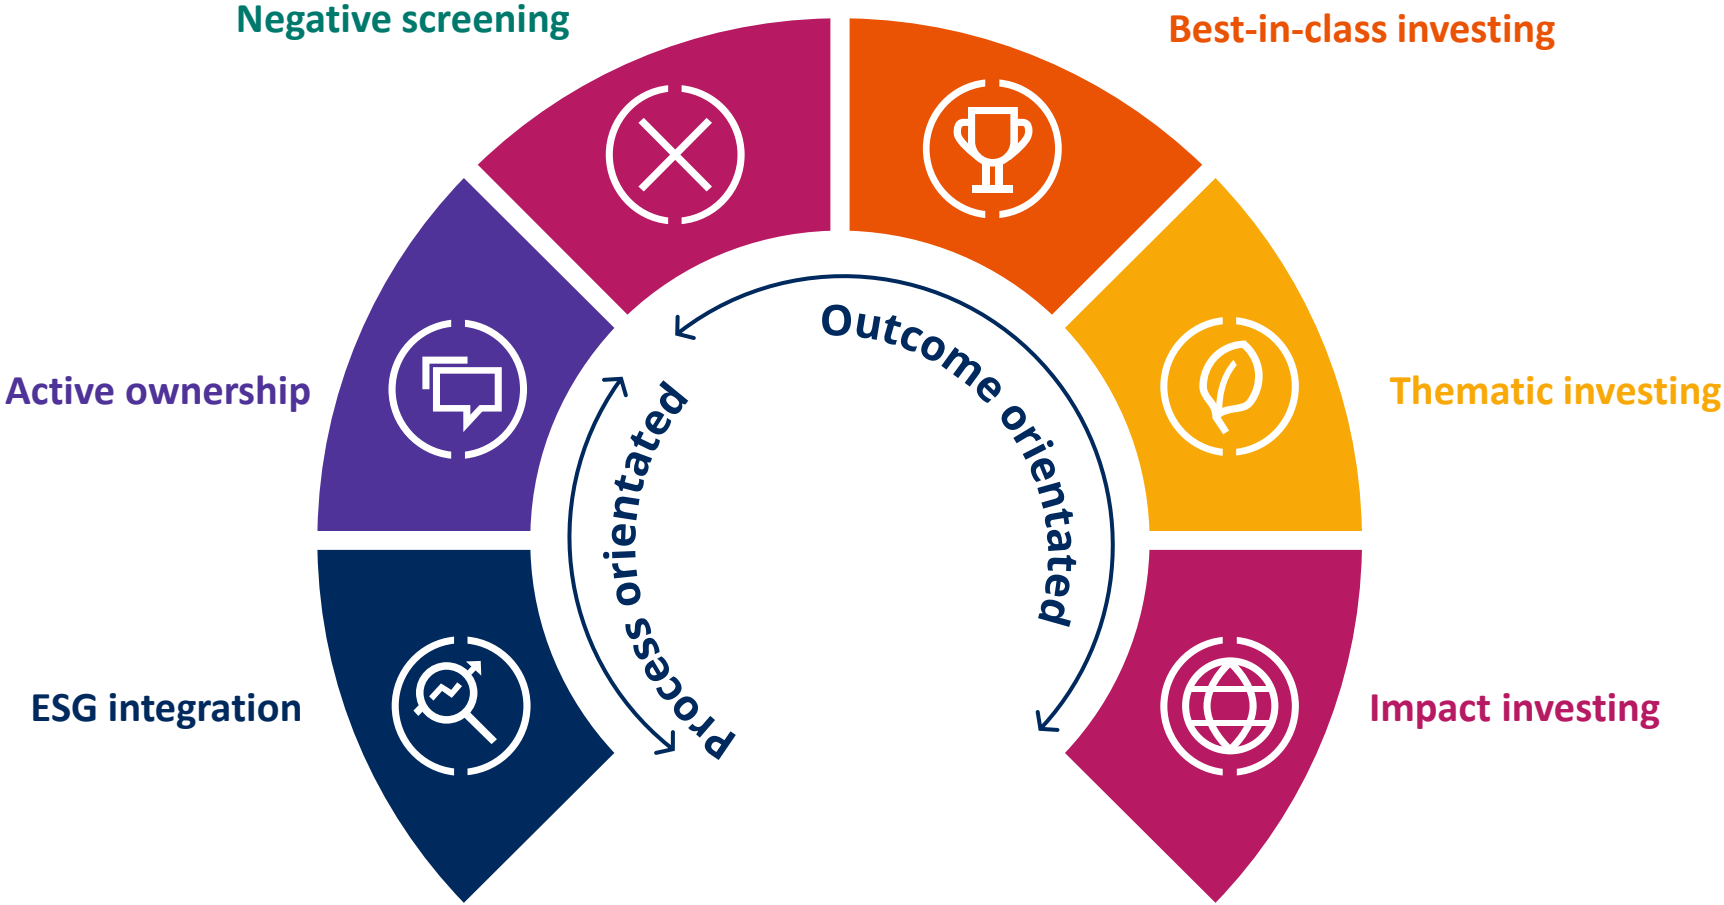 Negative screening
Best-in-class investing
Active ownership
Thematic investing
ESG integration
Impact investing
Process orientated
Outcome orientated